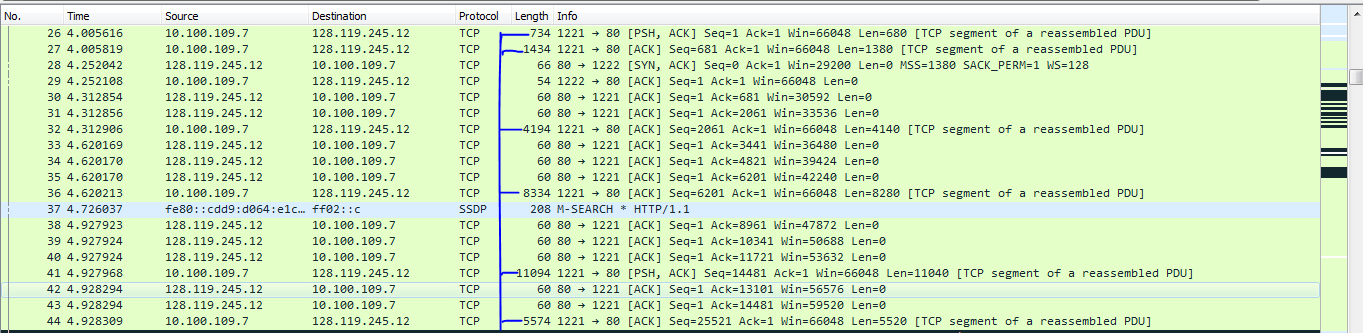 No. Time Source Destination Protocol Length Info
26 4.005616 10.100.109.7 128.119.245.12 TCP 734 1221 → 80 [PSH, ACK] Seq=1 Ack=1 Win=66048 Len=680 [TCP segment of a reassembled PDU]
27 4.005819 10.100.109.7 128.119.245.12 TCP 1434 1221 → 80 [ACK] Seq=681 Ack=1 Win=66048 Len=1380 [TCP segment of a reassembled PDU]
28 4.252042 128.119.245.12 10.100.109.7 TCP 66 80 → 1222 [SYN, ACK] Seq=0 Ack=1 Win=29200 Len=0 MSS=1380 SACK_PERM=1 WS=128
29 4.252108 10.100.109.7 128.119.245.12 TCP 54 1222 → 80 [ACK] Seq=1 Ack=1 Win=66048 Len=0
30 4.312854 128.119.245.12 10.100.109.7 TCP 60 80 → 1221 [ACK] Seq=1 Ack=681 Win=30592 Len=0
31 4.312856 128.119.245.12 10.100.109.7 TCP 60 80 → 1221 [ACK] Seq=1 Ack=2061 Win=33536 Len=0
32 4.312906 10.100.109.7 128.119.245.12 TCP 4194 1221 → 80 [ACK] Seq=2061 Ack=1 Win=66048 Len=4140 [TCP segment of a reassembled PDU]
33 4.620169 128.119.245.12 10.100.109.7 TCP 60 80 → 1221 [ACK] Seq=1 Ack=3441 Win=36480 Len=0
34 4.620170 128.119.245.12 10.100.109.7 TCP 60 80 → 1221 [ACK] Seq=1 Ack=4821 Win=39424 Len=0
35 4.620170 128.119.245.12 10.100.109.7 TCP 60 80 → 1221 [ACK] Seq=1 Ack=6201 Win=42240 Len=0
36 4.620213 10.100.109.7 128.119.245.12 TCP 8334 1221 → 80 [ACK] Seq=6201 Ack=1 Win=66048 Len=8280 [TCP segment of a reassembled PDU]
37 4.726037 fe80::cdd9:d064:e1c… ff02::c SSDP 208 M-SEARCH * HTTP/1.1
38 4.927923 128.119.245.12 10.100.109.7 TCP 60 80 → 1221 [ACK] Seq=1 Ack=8961 Win=47872 Len=0
39 4.927924 128.119.245.12 10.100.109.7 TCP 60 80 → 1221 [ACK] Seq=1 Ack=10341 Win=50688 Len=0
40 4.927924 128.119.245.12 10.100.109.7 TCP 60 80 → 1221 [ACK] Seq=1 Ack=11721 Win=53632 Len=0
41 4.927968 10.100.109.7 128.119.245.12 TCP 11094 1221 → 80 [PSH, ACK] Seq=14481 Ack=1 Win=66048 Len=11040 [TCP segment of a reassembled PDU]
42 4.928294 128.119.245.12 10.100.109.7 TCP 60 80 → 1221 [ACK] Seq=1 Ack=13101 Win=56576 Len=0
43 4.928294 128.119.245.12 10.100.109.7 TCP 60 80 → 1221 [ACK] Seq=1 Ack=14481 Win=59520 Len=0
44 4.928309 10.100.109.7 128.119.245.12 TCP 5574 1221 → 80 [ACK] Seq=25521 Ack=1 Win=66048 Len=5520 [TCP segment of a reassembled PDU]